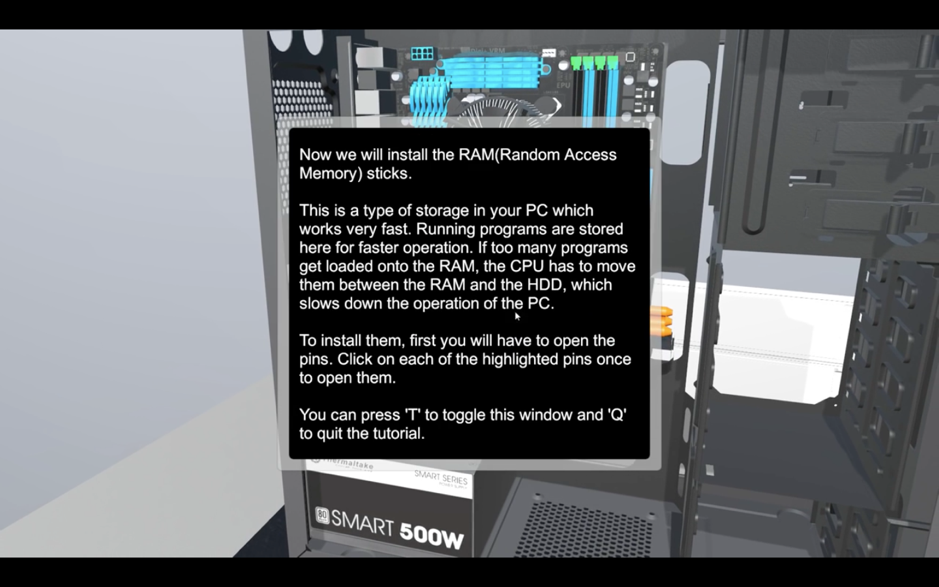 Now we will install the RAM(Random Access
Memory) sticks.
This is a type of storage in your PC which
works very fast. Running programs are stored
here for faster operation. If too many programs
get loaded onto the RAM, the CPU has to move
them between the RAM and the HDD, which
slows down the operation of the PC.
To install them, first you will have to open the
pins. Click on each of the highlighted pins once
to open them.
You can press 'T' to toggle this window and 'Q'
to quit the tutorial.
Thermaltake
SMART SERIES
80
SMART 500W